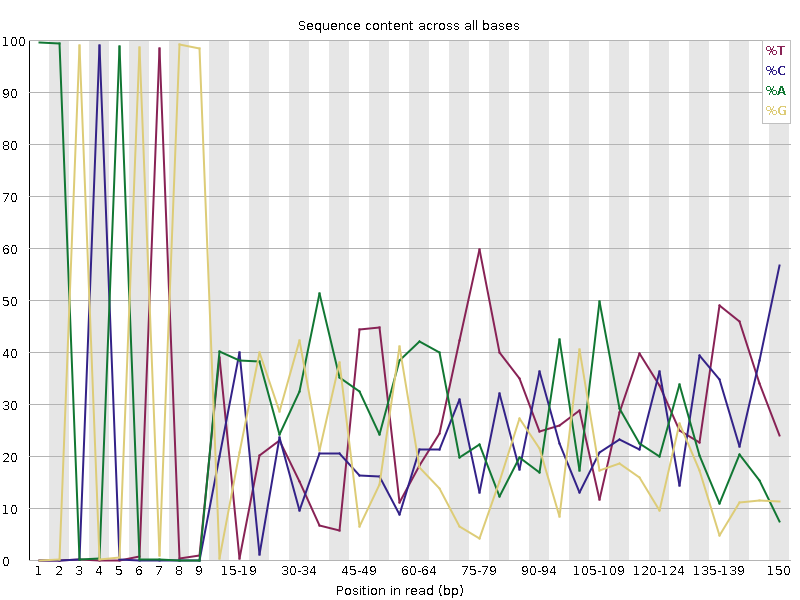 Sequence content across all bases
100
90
80
70
60
50
40
30
20
10
0
%T
%C
%A
%G
1 2 3 4 5 6 7 8 9 15-19 30-34 45-49 60-64 75-79 90-94 105-109 120-124 135-139 150
Position in read (bp)